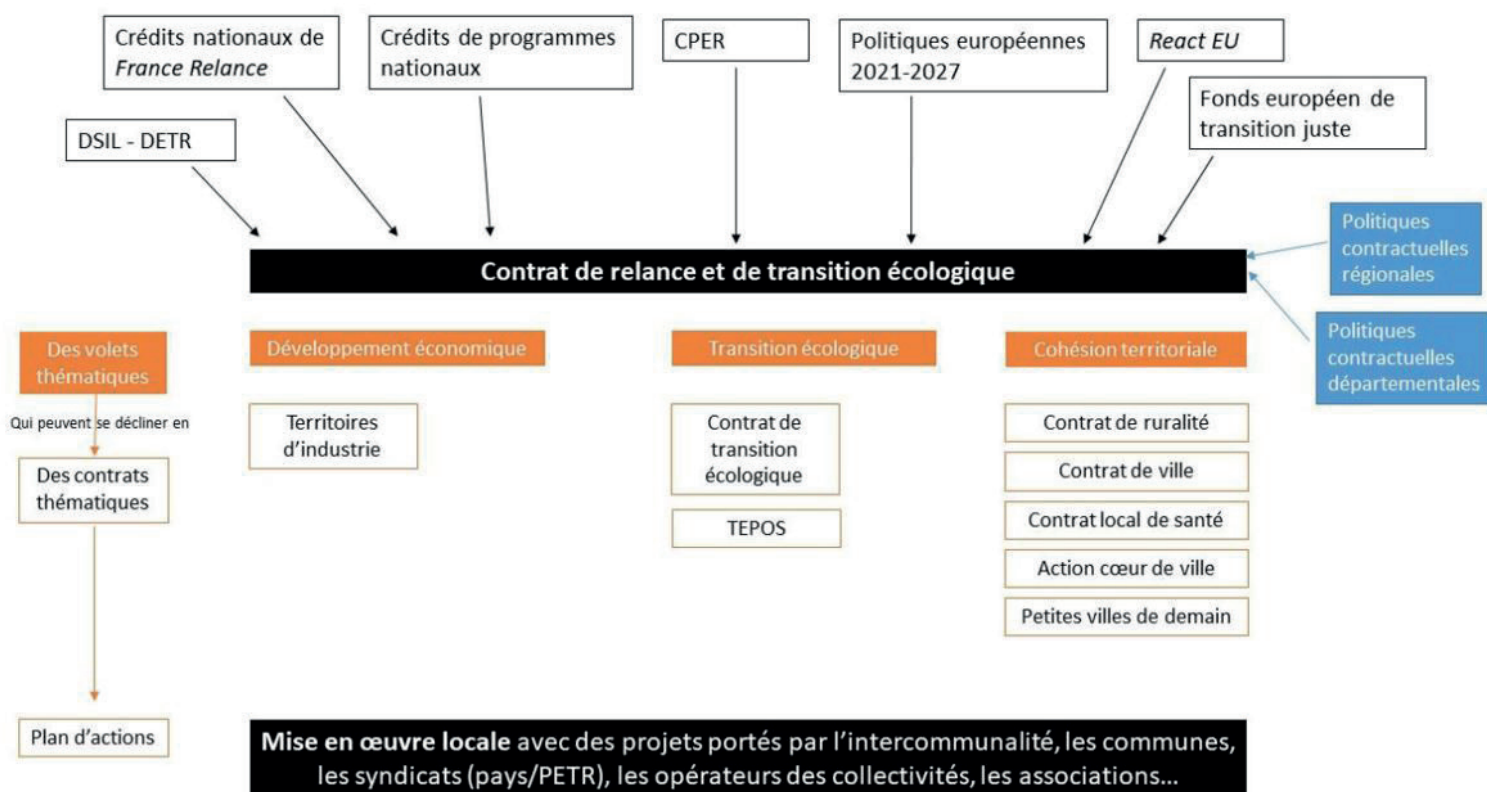 Crédits nationaux de
France Relance
Crédits de programmes
nationaux
CPER
Politiques européennes
2021-2027
React EU
Fonds européen de
transition juste
DSIL - DETR
Contrat de relance et de transition écologique
Politiques
contractuelles
régionales
Politiques
contractuelles
départementales
Des volets
thématiques
Développement économique
Transition écologique
Cohésion territoriale
Qui peuvent se décliner en
Des contrats
thématiques
Territoires
d’industrie
Contrat de
transition
écologique
TEPOS
Contrat de ruralité
Contrat de ville
Contrat local de santé
Action cœur de ville
Petites villes de demain
Plan d’actions
Mise en œuvre locale avec des projets portés par l’intercommunalité, les communes,
les syndicats (pays/PETR), les opérateurs des collectivités, les associations…